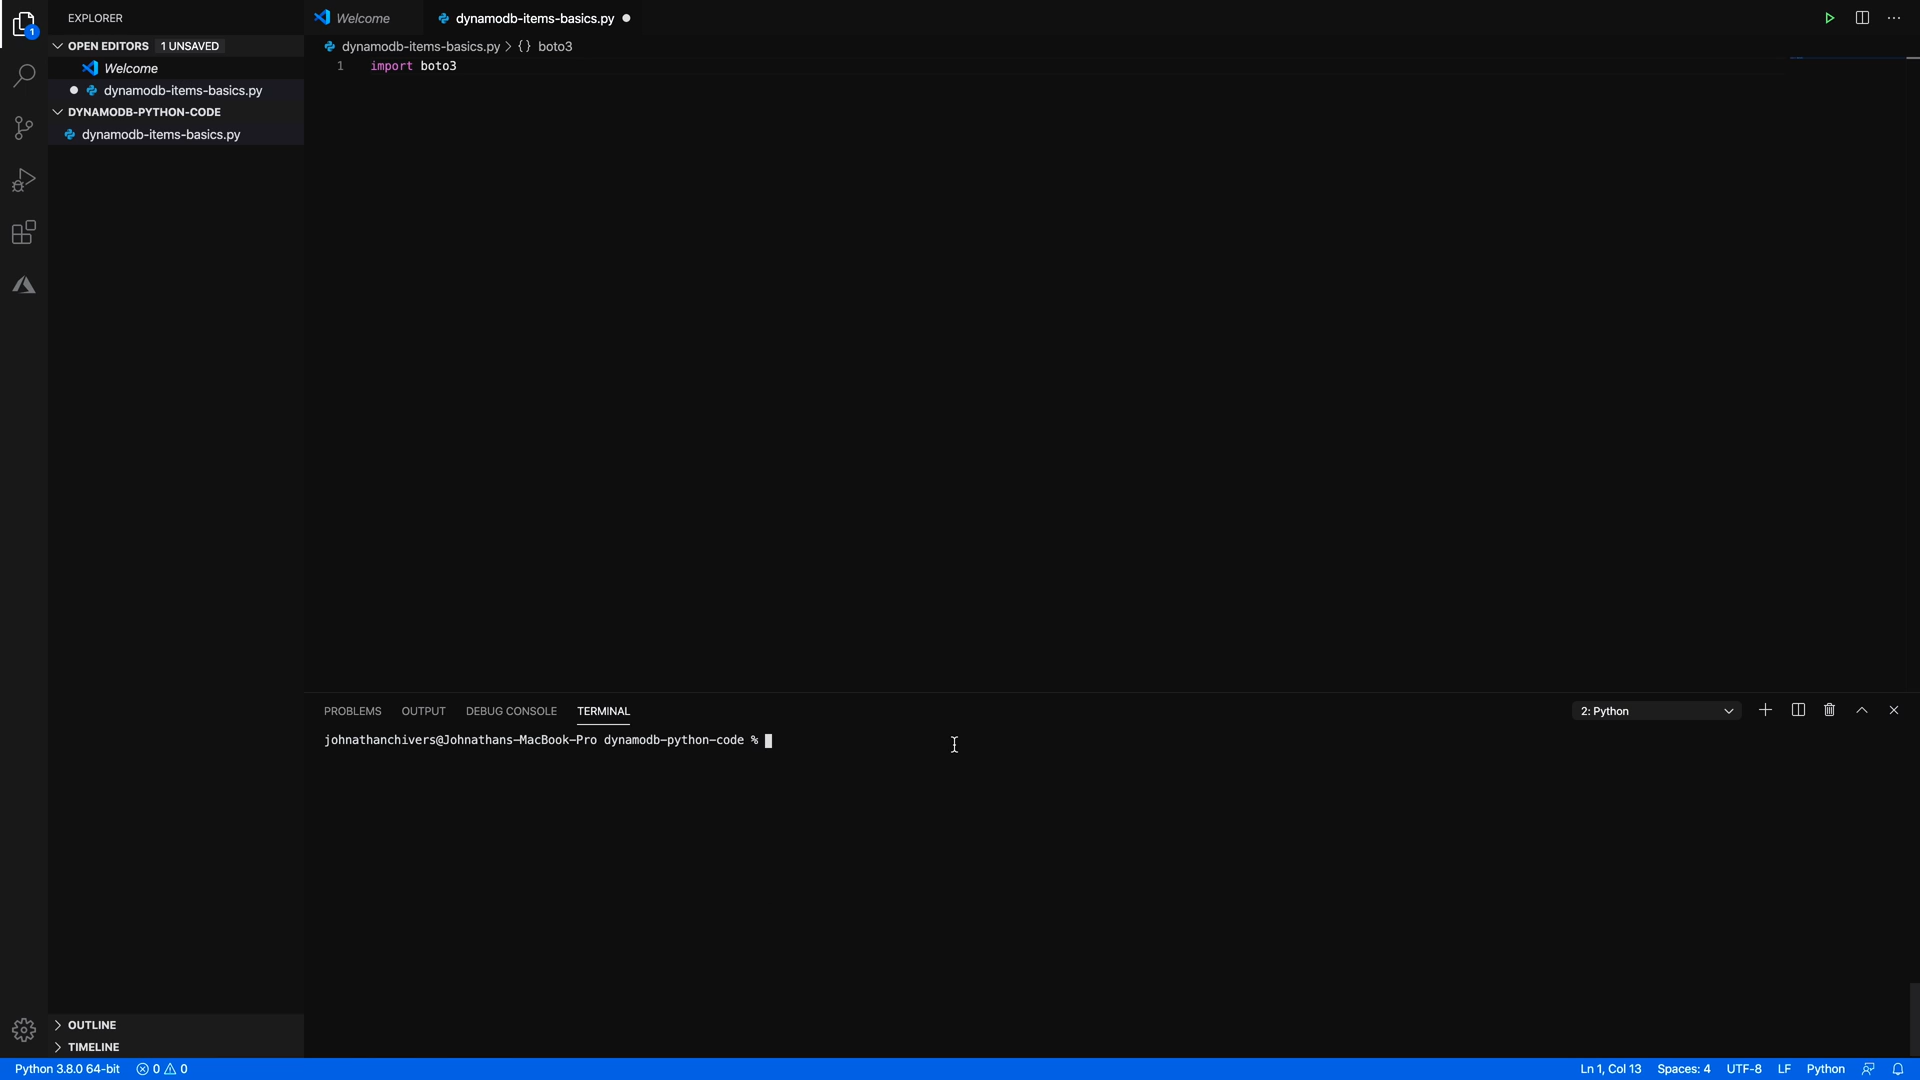 1
EXPLORER
OPEN EDITORS 1 UNSAVED
Welcome
dynamodb-items-basics.py
DYNAMODB-PYTHON-CODE
dynamodb-items-basics.py
OUTLINE
TIMELINE
Welcome
dynamodb-items-basics.py
dynamodb-items-basics.py > {} boto3
1 import boto3
PROBLEMS OUTPUT DEBUG CONSOLE TERMINAL
2: Python
johnathanchivers@Johnathans-MacBook-Pro dynamodb-python-code %
Python 3.8.0 64-bit 0 0 Ln 1, Col 13 Spaces: 4 UTF-8 LF Python